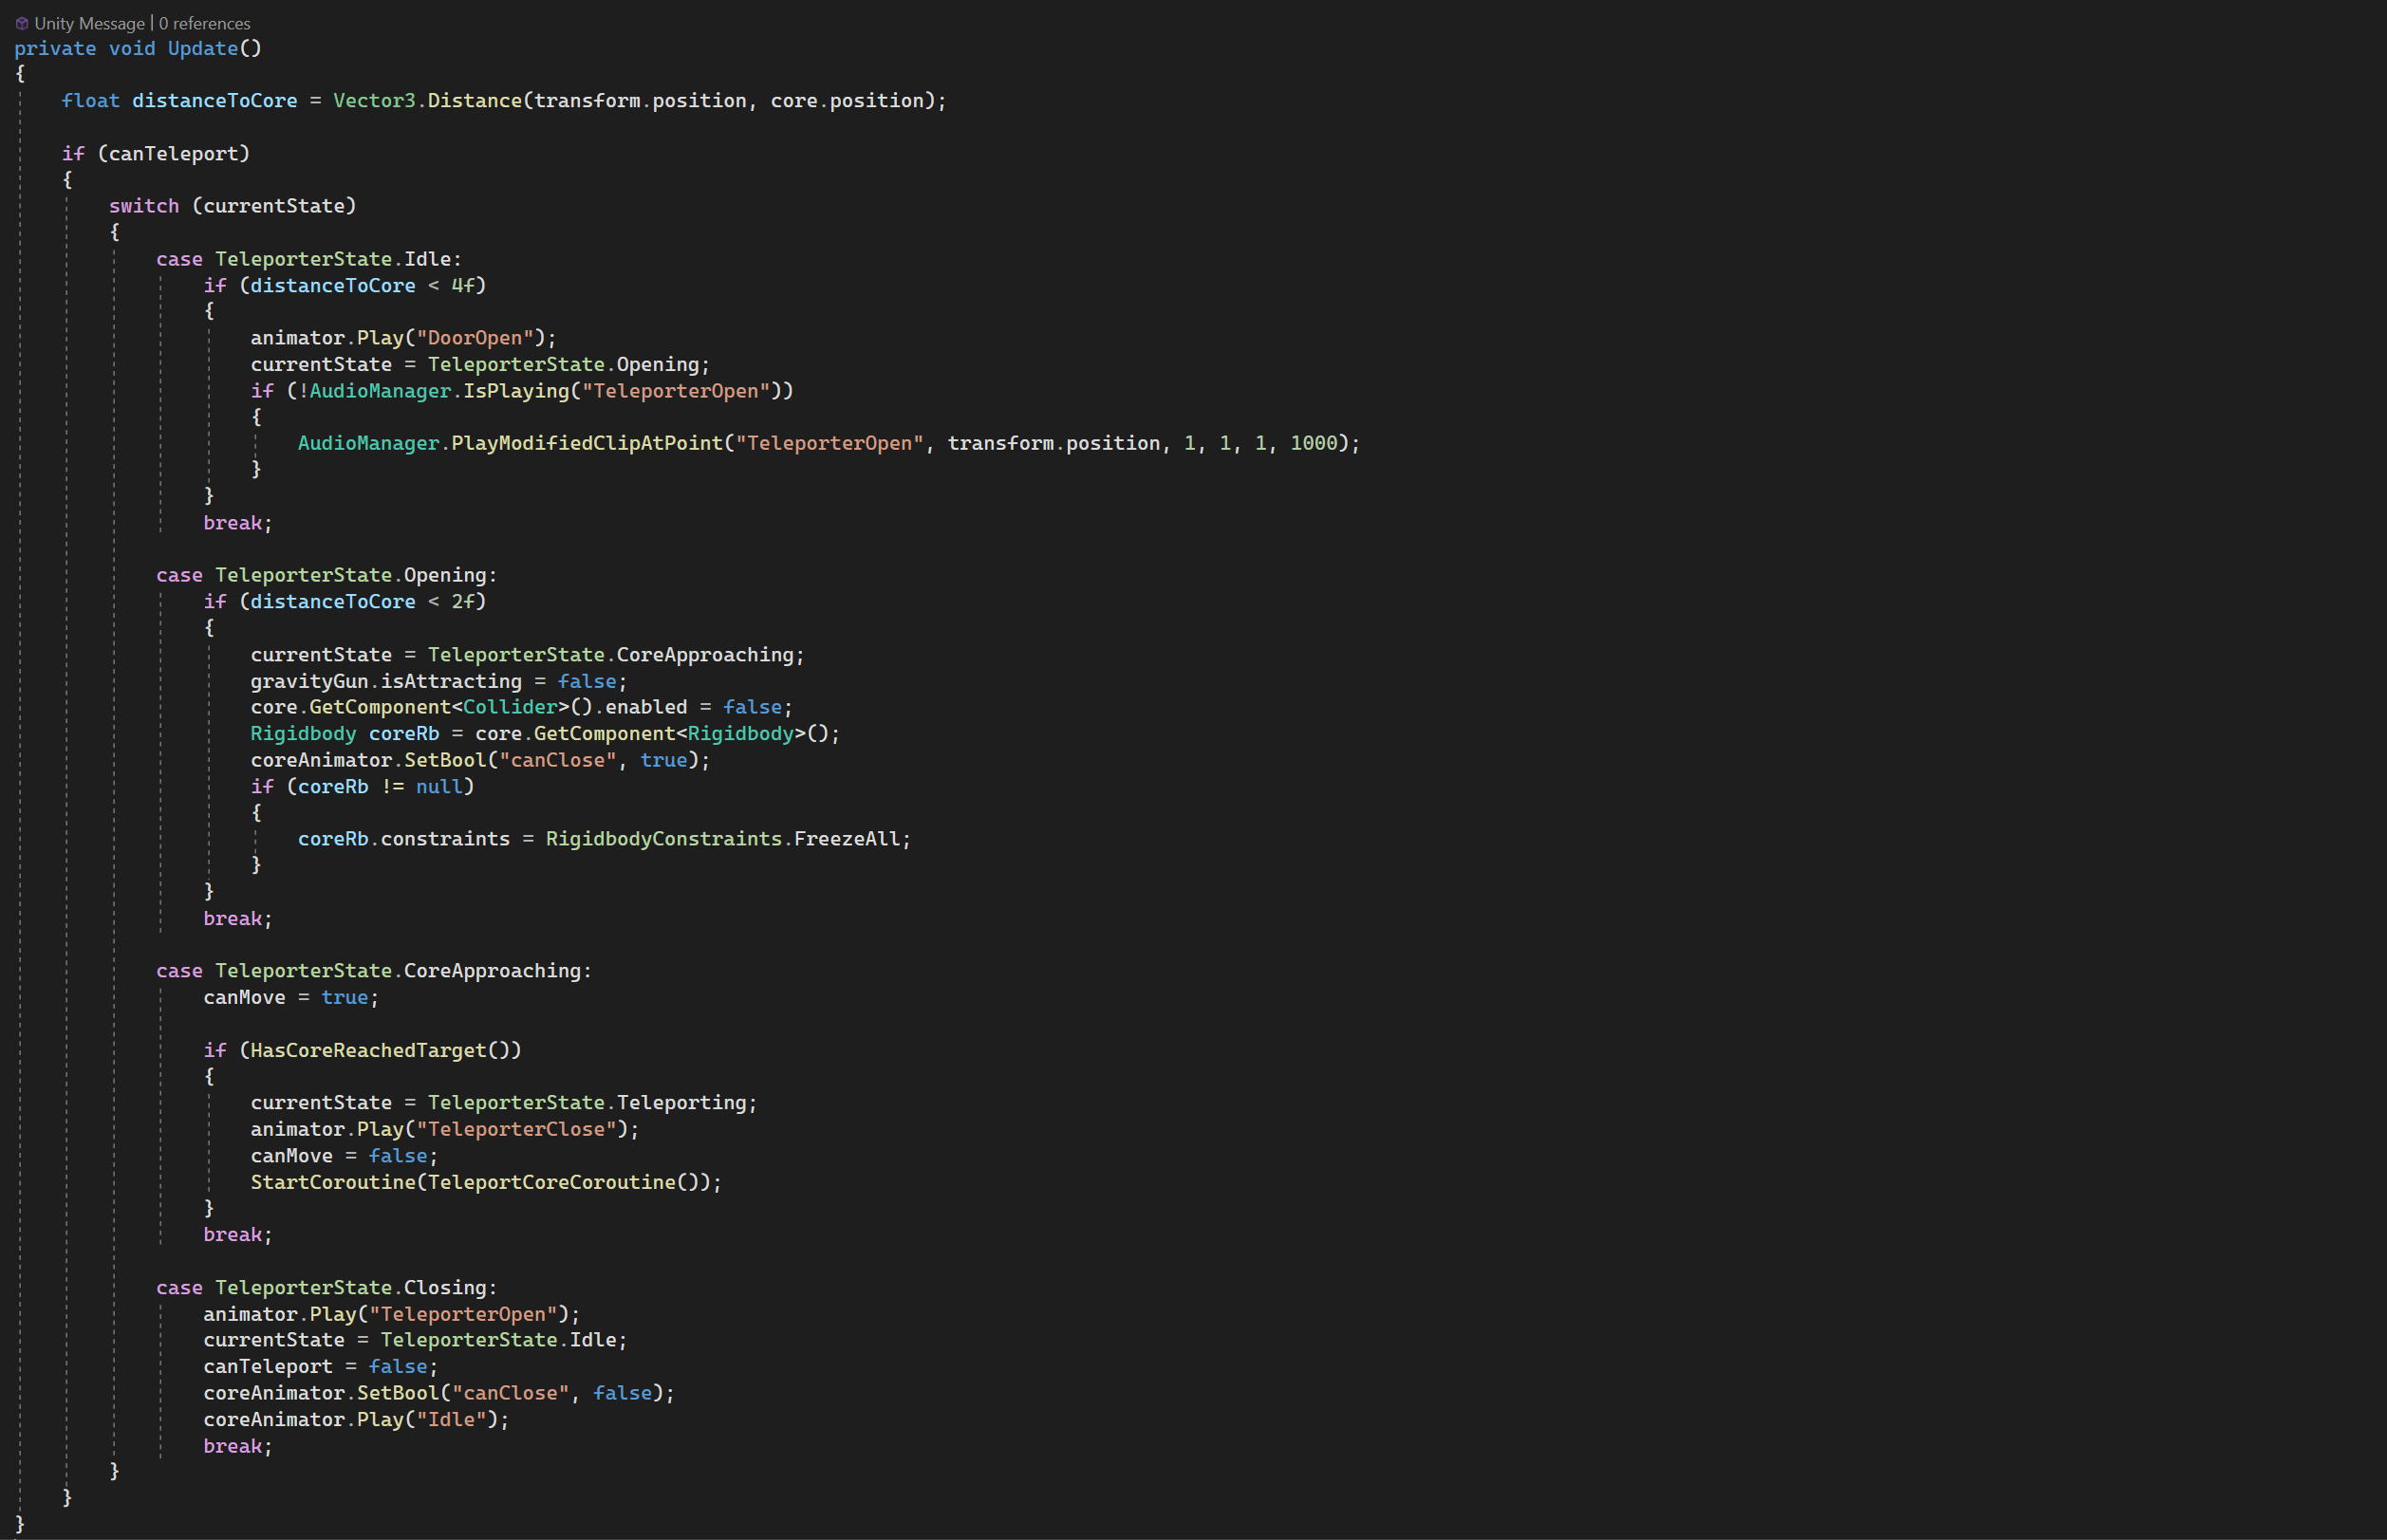 Unity Message | 0 references
private void Update()
{
    float distanceToCore = Vector3.Distance(transform.position, core.position);

    if (canTeleport)
    {
        switch (currentState)
        {
            case TeleporterState.Idle:
                if (distanceToCore < 4f)
                {
                    animator.Play("DoorOpen");
                    currentState = TeleporterState.Opening;
                    if (!AudioManager.IsPlaying("TeleporterOpen"))
                    {
                        AudioManager.PlayModifiedClipAtPoint("TeleporterOpen", transform.position, 1, 1, 1, 1000);
                    }
                }
                break;

            case TeleporterState.Opening:
                if (distanceToCore < 2f)
                {
                    currentState = TeleporterState.CoreApproaching;
                    gravityGun.isAttracting = false;
                    core.GetComponent<Collider>().enabled = false;
                    Rigidbody coreRb = core.GetComponent<Rigidbody>();
                    coreAnimator.SetBool("canClose", true);
                    if (coreRb != null)
                    {
                        coreRb.constraints = RigidbodyConstraints.FreezeAll;
                    }
                }
                break;

            case TeleporterState.CoreApproaching:
                canMove = true;

                if (HasCoreReachedTarget())
                {
                    currentState = TeleporterState.Teleporting;
                    animator.Play("TeleporterClose");
                    canMove = false;
                    StartCoroutine(TeleportCoreCoroutine());
                }
                break;

            case TeleporterState.Closing:
                animator.Play("TeleporterOpen");
                currentState = TeleporterState.Idle;
                canTeleport = false;
                coreAnimator.SetBool("canClose", false);
                coreAnimator.Play("Idle");
                break;
        }
    }
}